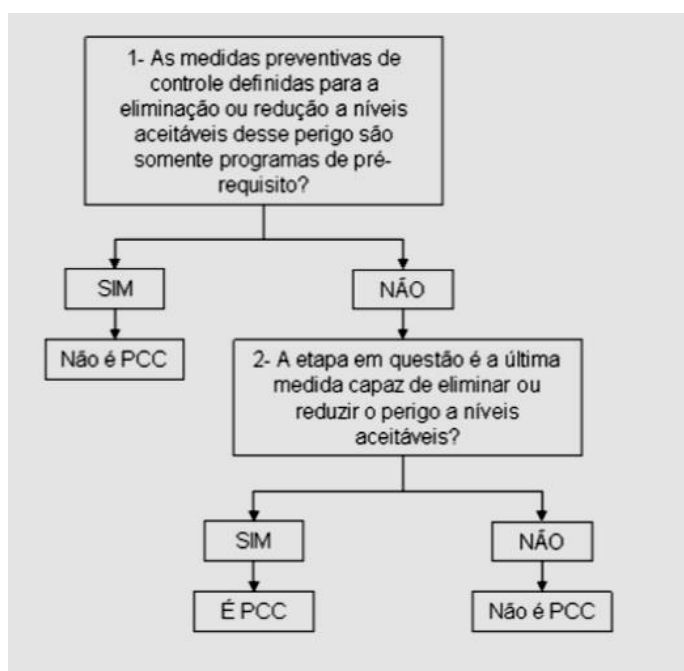 1- As medidas preventivas de
controle definidas para a
eliminação ou redução a níveis
aceitáveis desse perigo são
somente programas de pré-
requisito?
SIM
NÃO
Não é PCC
2- A etapa em questão é a última
medida capaz de eliminar ou
reduzir o perigo a níveis
aceitáveis?
SIM
NÃO
É PCC
Não é PCC